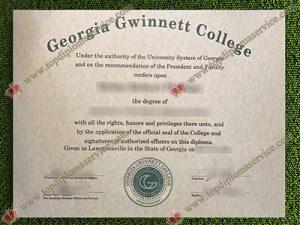 Georgia Gwinnett College
Under the authority of the University System of Georgia
and on the recommendation of the President and Faculty
confers upon
the degree of
with all the rights, honors and privileges there unto, and
by the application of the official seal of the College and
signatures of authorized officers on this diploma.
Given in Lawrenceville in the State of Georgia on
GEORGIA GWINNETT COLLEGE
G
www.topdiplomaservice.com